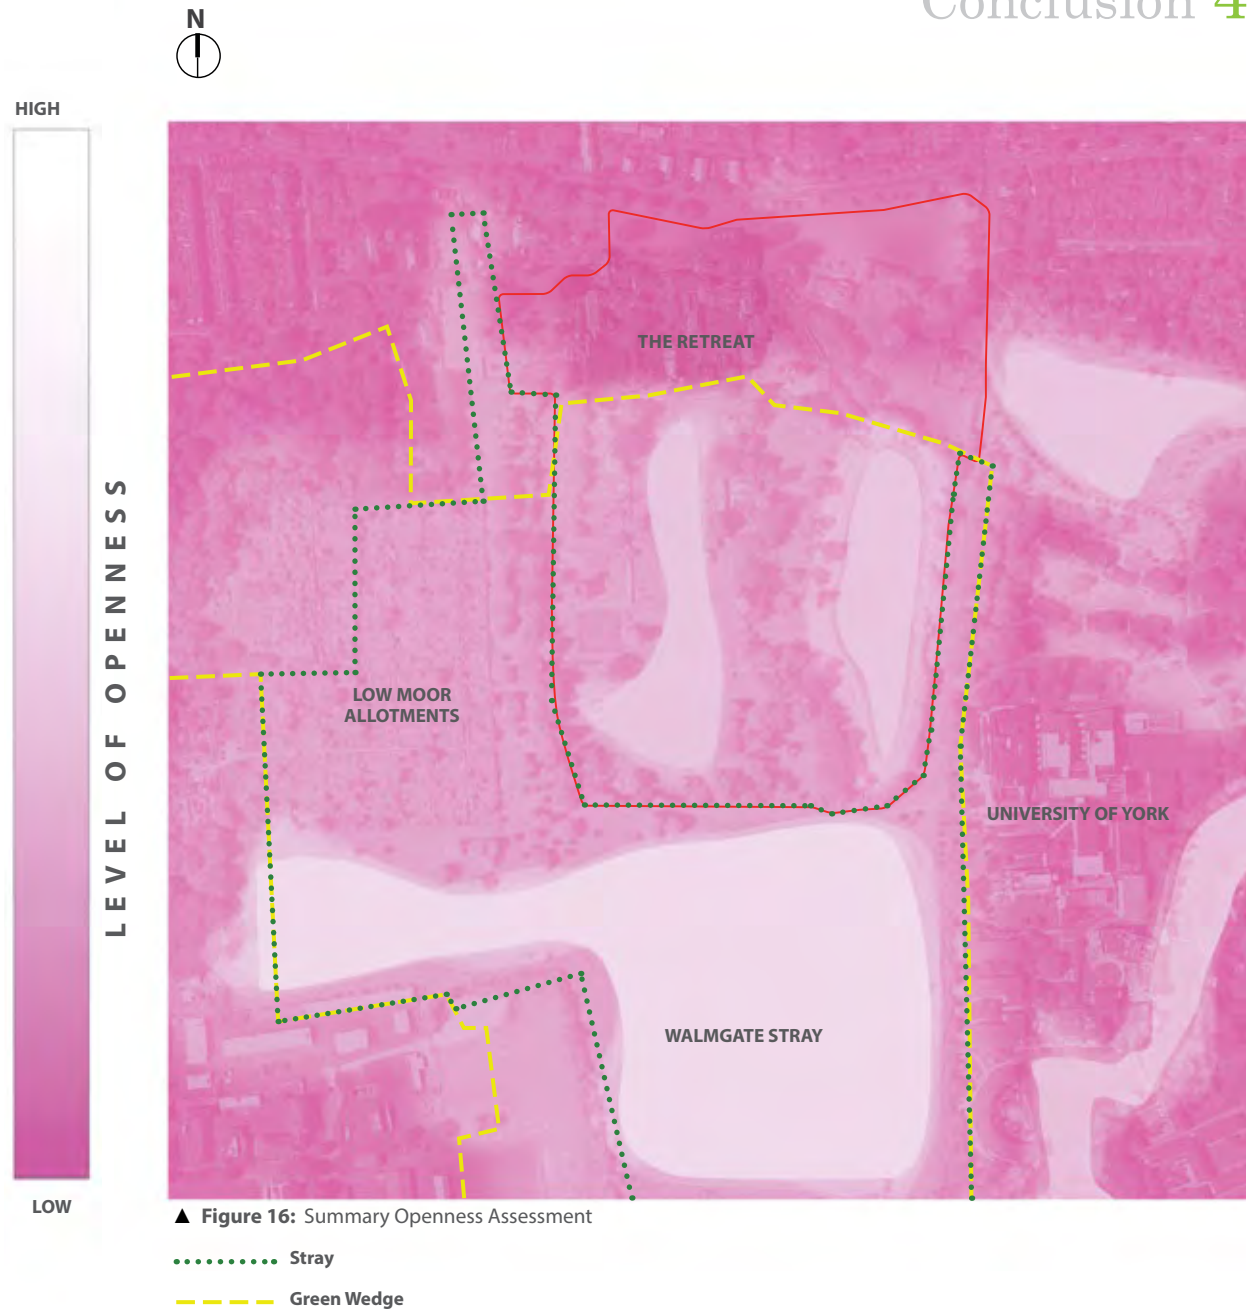 Conclusion 4
N
HIGH
LEVEL OF OPENNESS
LOW
THE RETREAT
LOW MOOR
ALLOTMENTS
UNIVERSITY OF YORK
WALMGATE STRAY
▲ Figure 16: Summary Openness Assessment
Stray
Green Wedge